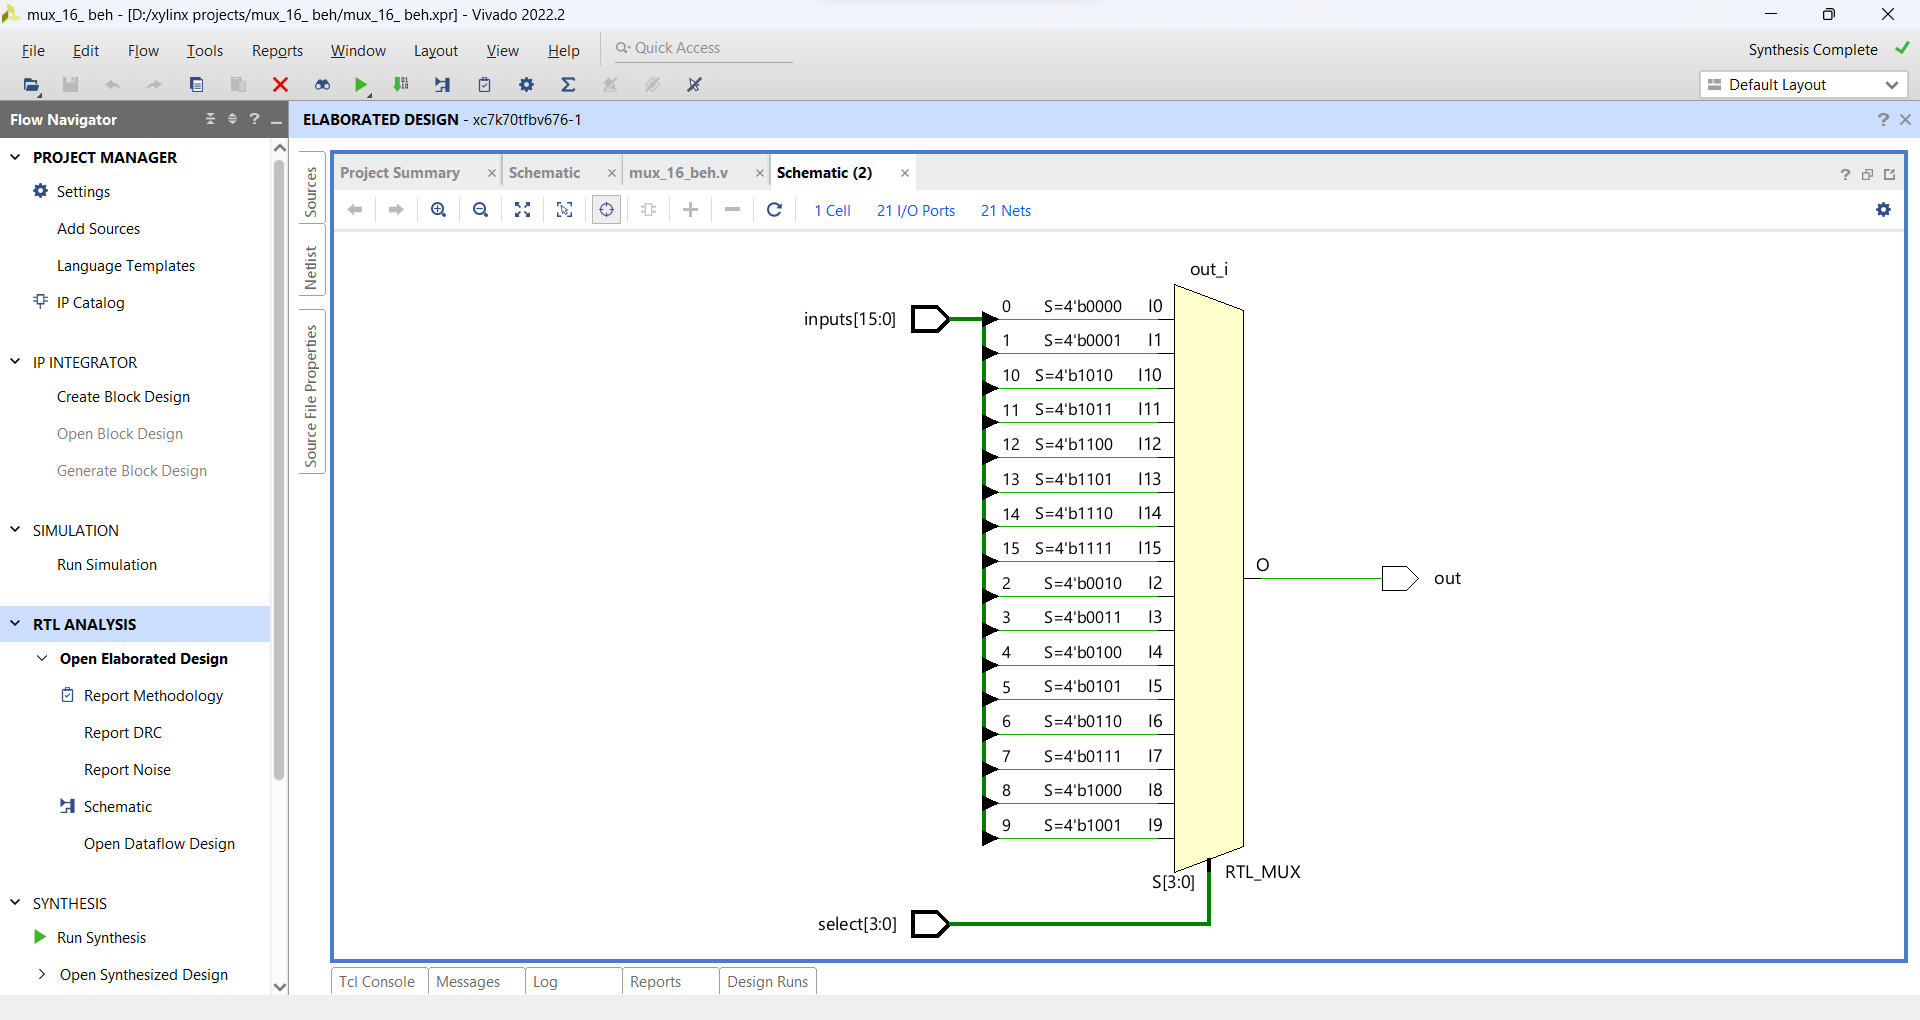 mux_16_ beh - [D:/xylinx projects/mux_16_ beh/mux_16_ beh.xpr] - Vivado 2022.2
File Edit Flow Tools Reports Window Layout View Help Quick Access
Synthesis Complete
Default Layout
Flow Navigator
PROJECT MANAGER
Settings
Add Sources
Language Templates
IP Catalog
IP INTEGRATOR
Create Block Design
Open Block Design
Generate Block Design
SIMULATION
Run Simulation
RTL ANALYSIS
Open Elaborated Design
Report Methodology
Report DRC
Report Noise
Schematic
Open Dataflow Design
SYNTHESIS
Run Synthesis
Open Synthesized Design
ELABORATED DESIGN - xc7k70tfbv676-1
Sources
Netlist
Source File Properties
Project Summary Schematic mux_16_beh.v Schematic (2)
1 Cell 21 I/O Ports 21 Nets
out_i
inputs[15:0]
0 S=4'b0000 I0
1 S=4'b0001 I1
10 S=4'b1010 I10
11 S=4'b1011 I11
12 S=4'b1100 I12
13 S=4'b1101 I13
14 S=4'b1110 I14
15 S=4'b1111 I15
2 S=4'b0010 I2
3 S=4'b0011 I3
4 S=4'b0100 I4
5 S=4'b0101 I5
6 S=4'b0110 I6
7 S=4'b0111 I7
8 S=4'b1000 I8
9 S=4'b1001 I9
O
out
S[3:0]
RTL_MUX
select[3:0]
Tcl Console Messages Log Reports Design Runs